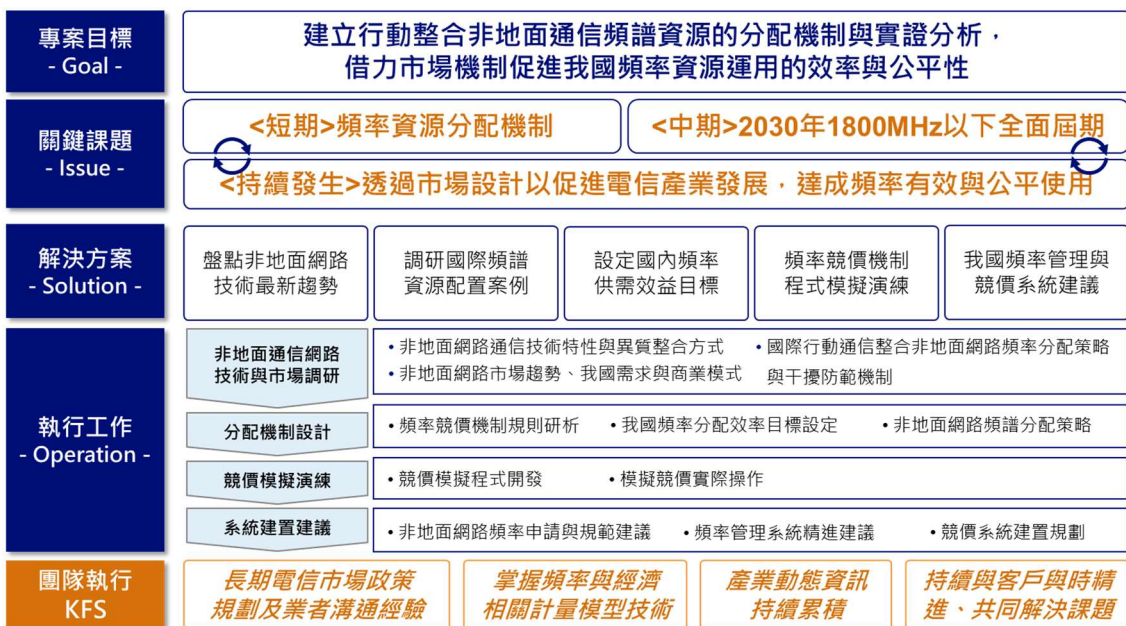 專案目標
- Goal -
建立行動整合非地面通信頻譜資源的分配機制與實證分析，
借力市場機制促進我國頻率資源運用的效率與公平性
關鍵課題
- Issue -
<短期>頻率資源分配機制
<中期>2030年1800MHz以下全面屆期
<持續發生>透過市場設計以促進電信產業發展，達成頻率有效與公平使用
解決方案
- Solution -
盤點非地面網路
技術最新趨勢
調研國際頻譜
資源配置案例
設定國內頻率
供需效益目標
頻率競價機制
程式模擬演練
我國頻率管理與
競價系統建議
執行工作
- Operation -
非地面通信網路
技術與市場調研
• 非地面網路通信技術特性與異質整合方式
• 非地面網路市場趨勢、我國需求與商業模式
• 國際行動通信整合非地面網路頻率分配策略
與干擾防範機制
分配機制設計
• 頻率競價機制規則研析
• 我國頻率分配效率目標設定
• 非地面網路頻譜分配策略
競價模擬演練
• 競價模擬程式開發
• 模擬競價實際操作
系統建置建議
• 非地面網路頻率申請與規範建議
• 頻率管理系統精進建議
• 競價系統建置規劃
團隊執行
KFS
長期電信市場政策
規劃及業者溝通經驗
掌握頻率與經濟
相關計量模型技術
產業動態資訊
持續累積
持續與客戶與時精
進、共同解決課題